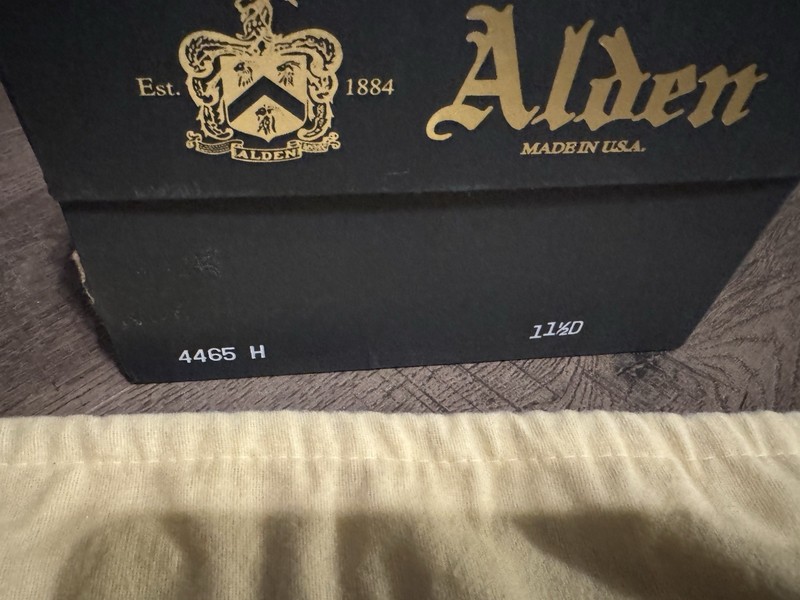 Est. 1884
ALDEN
Alden
MADE IN U.S.A.
4465 H
11½D